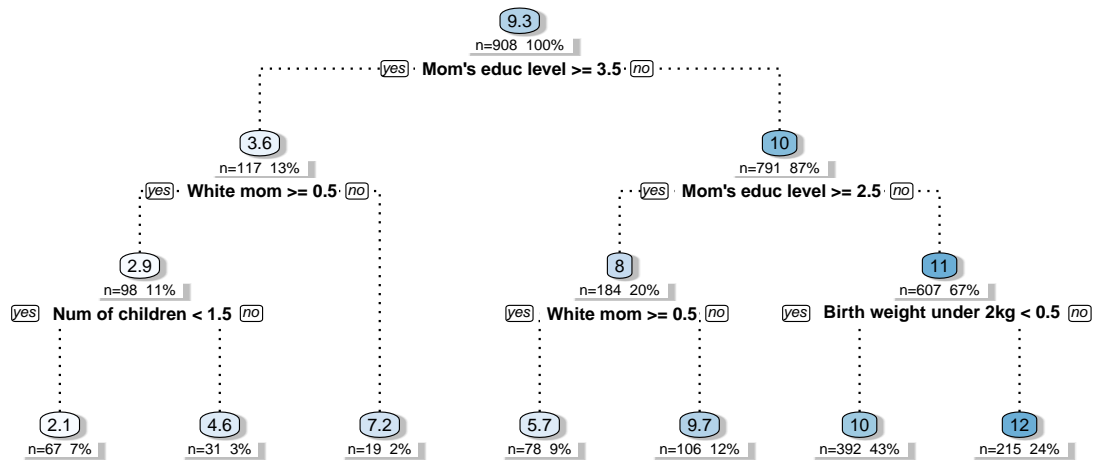 9.3
n=908 100%
yes Mom's educ level >= 3.5 no
3.6
n=117 13%
10
n=791 87%
yes White mom >= 0.5 no
yes Mom's educ level >= 2.5 no
2.9
n=98 11%
8
n=184 20%
11
n=607 67%
yes Num of children < 1.5 no
yes White mom >= 0.5 no
yes Birth weight under 2kg < 0.5 no
2.1
n=67 7%
4.6
n=31 3%
7.2
n=19 2%
5.7
n=78 9%
9.7
n=106 12%
10
n=392 43%
12
n=215 24%